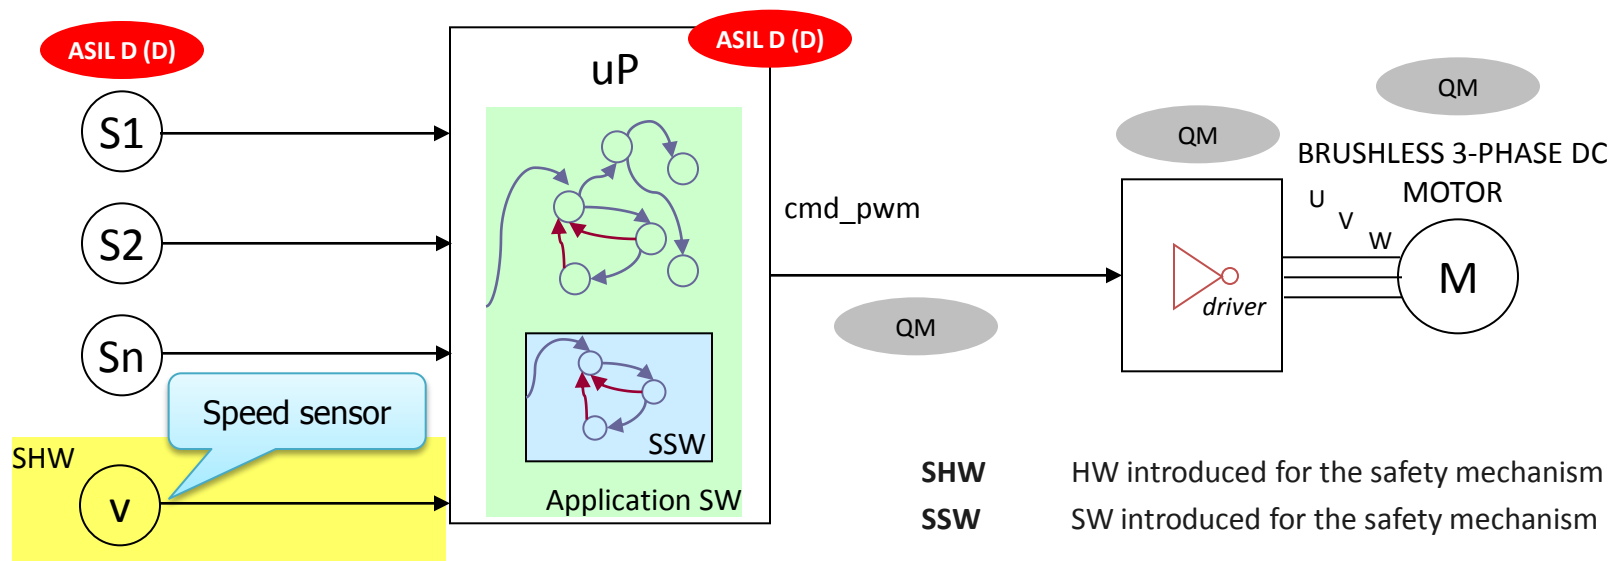 ASIL D (D)
S1
S2
Sn
Speed sensor
SHW
v
ASIL D (D)
uP
SSW
Application SW
cmd_pwm
QM
QM
driver
QM
BRUSHLESS 3-PHASE DC
MOTOR
U
V
W
M
SHW HW introduced for the safety mechanism
SSW SW introduced for the safety mechanism